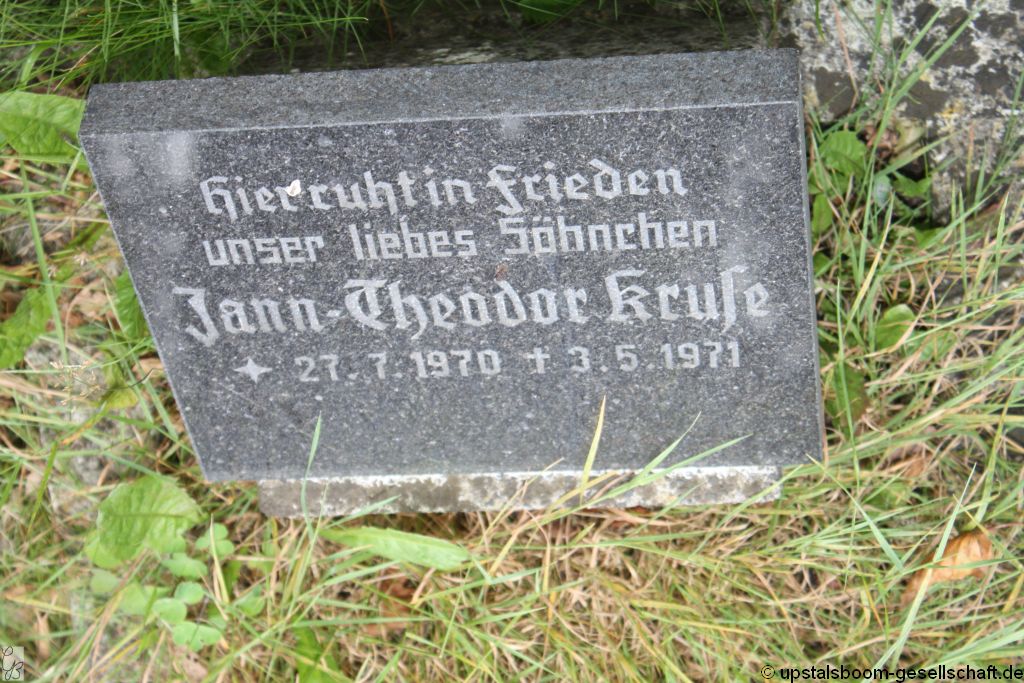 Hier ruht in Frieden
unser liebes Söhnchen
Jann-Theodor Kruse
27.7.1970 † 3.5.1971
© upstalsboom-gesellschaft.de